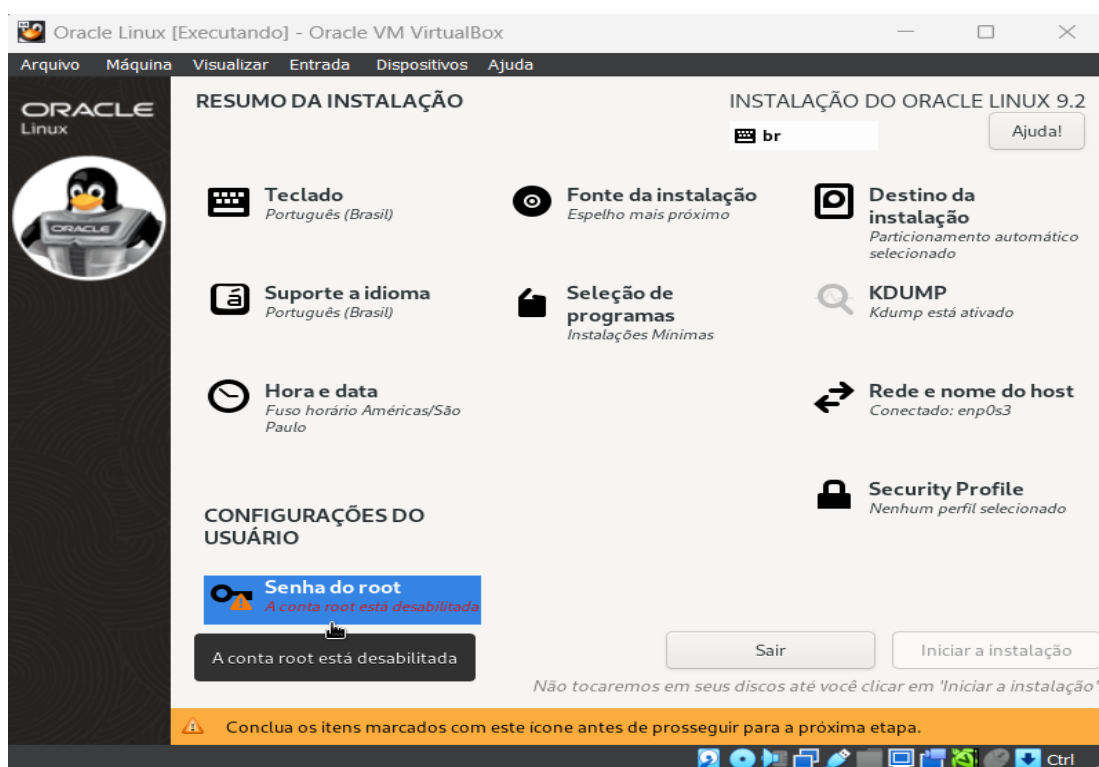 Oracle Linux [Executando] - Oracle VM VirtualBox
Arquivo Máquina Visualizar Entrada Dispositivos Ajuda
ORACLE
Linux
ORACLE
RESUMO DA INSTALAÇÃO
INSTALAÇÃO DO ORACLE LINUX 9.2
br
Ajuda!
Teclado
Português (Brasil)
Fonte da instalação
Espelho mais próximo
Destino da
instalação
Particionamento automático
selecionado
Suporte a idioma
Português (Brasil)
Seleção de
programas
Instalações Mínimas
KDUMP
Kdump está ativado
Hora e data
Fuso horário Américas/São
Paulo
Rede e nome do host
Conectado: enp0s3
Security Profile
Nenhum perfil selecionado
CONFIGURAÇÕES DO
USUÁRIO
Senha do root
A conta root está desabilitada
A conta root está desabilitada
Sair
Iniciar a instalação
Não tocaremos em seus discos até você clicar em 'Iniciar a instalação'
Conclua os itens marcados com este ícone antes de prosseguir para a próxima etapa.
Ctrl